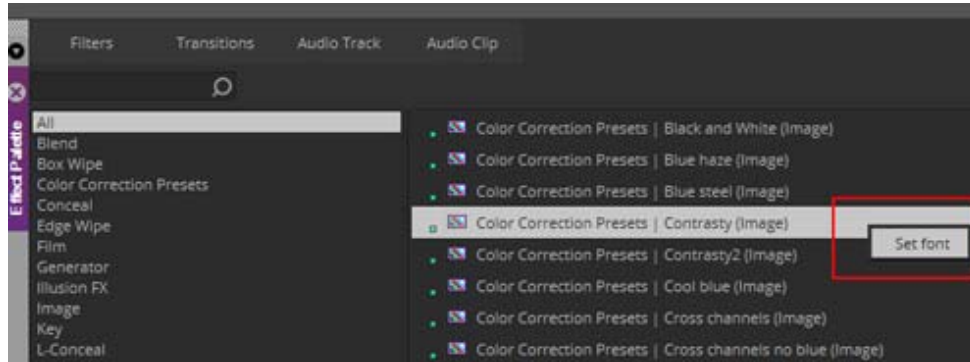 Filters Transitions Audio Track Audio Clip
Effect Palette
All
Blend
Box Wipe
Color Correction Presets
Conceal
Edge Wipe
Film
Generator
Illusion FX
Image
Key
L-Conceal
Color Correction Presets | Black and White (Image)
Color Correction Presets | Blue haze (Image)
Color Correction Presets | Blue steel (Image)
Color Correction Presets | Contrasty (Image)
Set font
Color Correction Presets | Contrasty2 (Image)
Color Correction Presets | Cool blue (Image)
Color Correction Presets | Cross channels (Image)
Color Correction Presets | Cross channels no blue (Image)